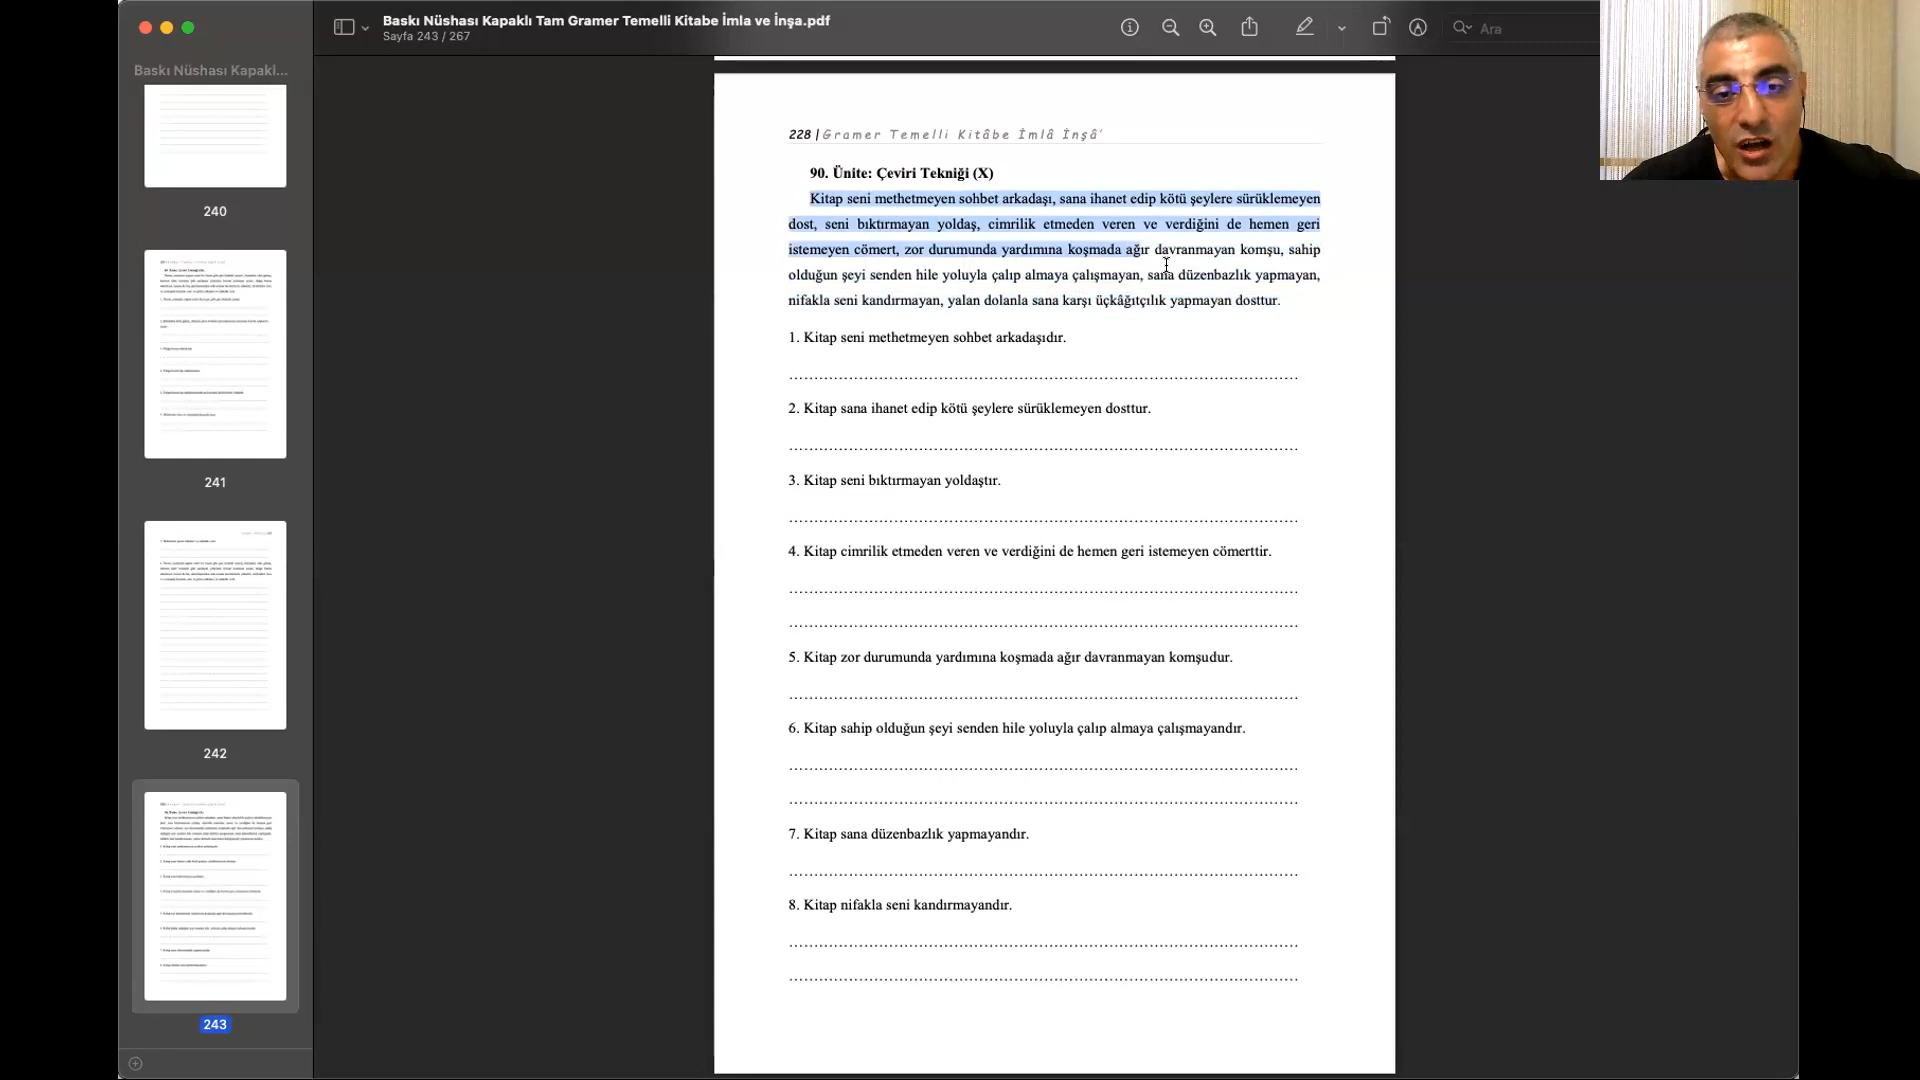 Baskı Nüshası Kapaklı Tam Gramer Temelli Kitabe İmla ve İnşa.pdf
Sayfa 243 / 267
Ara
Baskı Nüshası Kapakl...
240
241
242
243
228 | Gramer Temelli Kitâbe İmlâ İnşâ'
90. Ünite: Çeviri Tekniği (X)
Kitap seni methetmeyen sohbet arkadaşı, sana ihanet edip kötü şeylere sürüklemeyen
dost, seni bıktırmayan yoldaş, cimrilik etmeden veren ve verdiğini de hemen geri
istemeyen cömert, zor durumunda yardımına koşmada ağır davranmayan komşu, sahip
olduğun şeyi senden hile yoluyla çalıp almaya çalışmayan, sana düzenbazlık yapmayan,
nifakla seni kandırmayan, yalan dolanla sana karşı üçkâğıtçılık yapmayan dosttur.
1. Kitap seni methetmeyen sohbet arkadaşıdır.
2. Kitap sana ihanet edip kötü şeylere sürüklemeyen dosttur.
3. Kitap seni bıktırmayan yoldaştır.
4. Kitap cimrilik etmeden veren ve verdiğini de hemen geri istemeyen cömerttir.
5. Kitap zor durumunda yardımına koşmada ağır davranmayan komşudur.
6. Kitap sahip olduğun şeyi senden hile yoluyla çalıp almaya çalışmayandır.
7. Kitap sana düzenbazlık yapmayandır.
8. Kitap nifakla seni kandırmayandır.